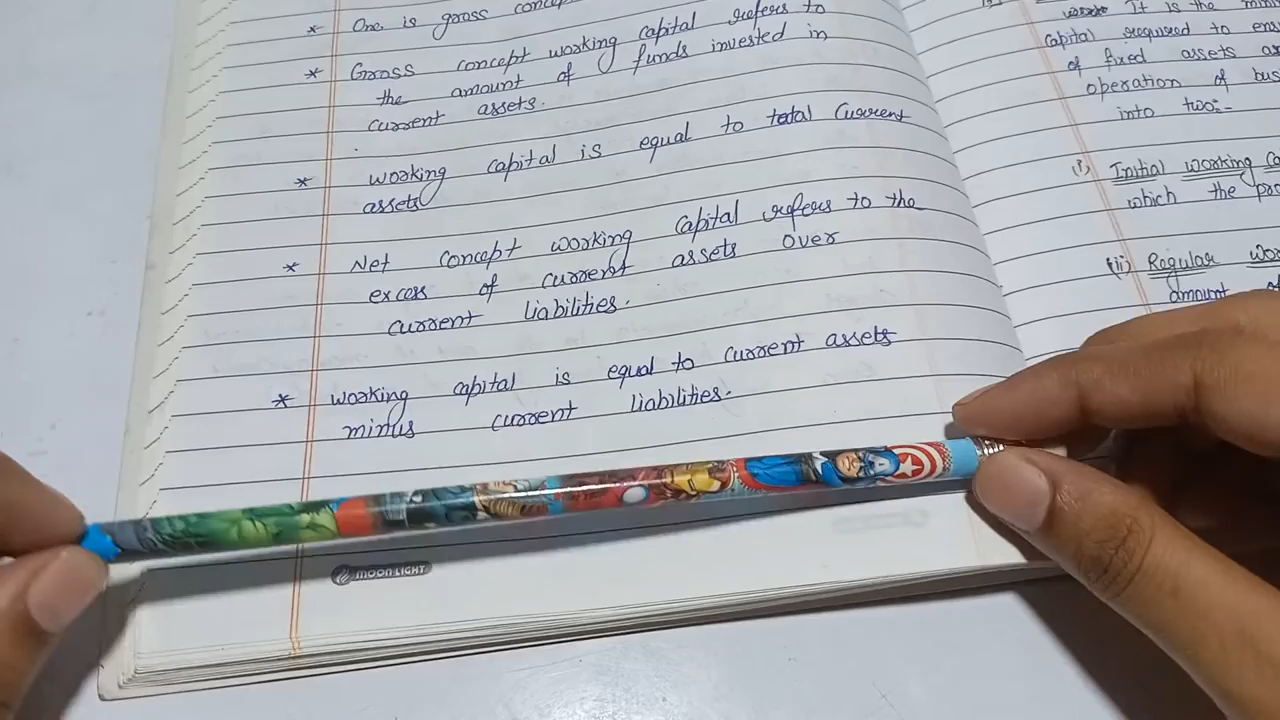 * One is gross
* Gross concept working capital refers to
the amount of funds invested in
current assets.
* working capital is equal to total Current
assets
* Net concept working capital refers to the
excess of current assets over
current liabilities.
* working capital is equal to current assets
minus current liabilities.
MOONLIGHT
It is the
capital required to
of fixed assets
operation of
into two:-
(i) Initial working
which the
(ii) Regular
amount of